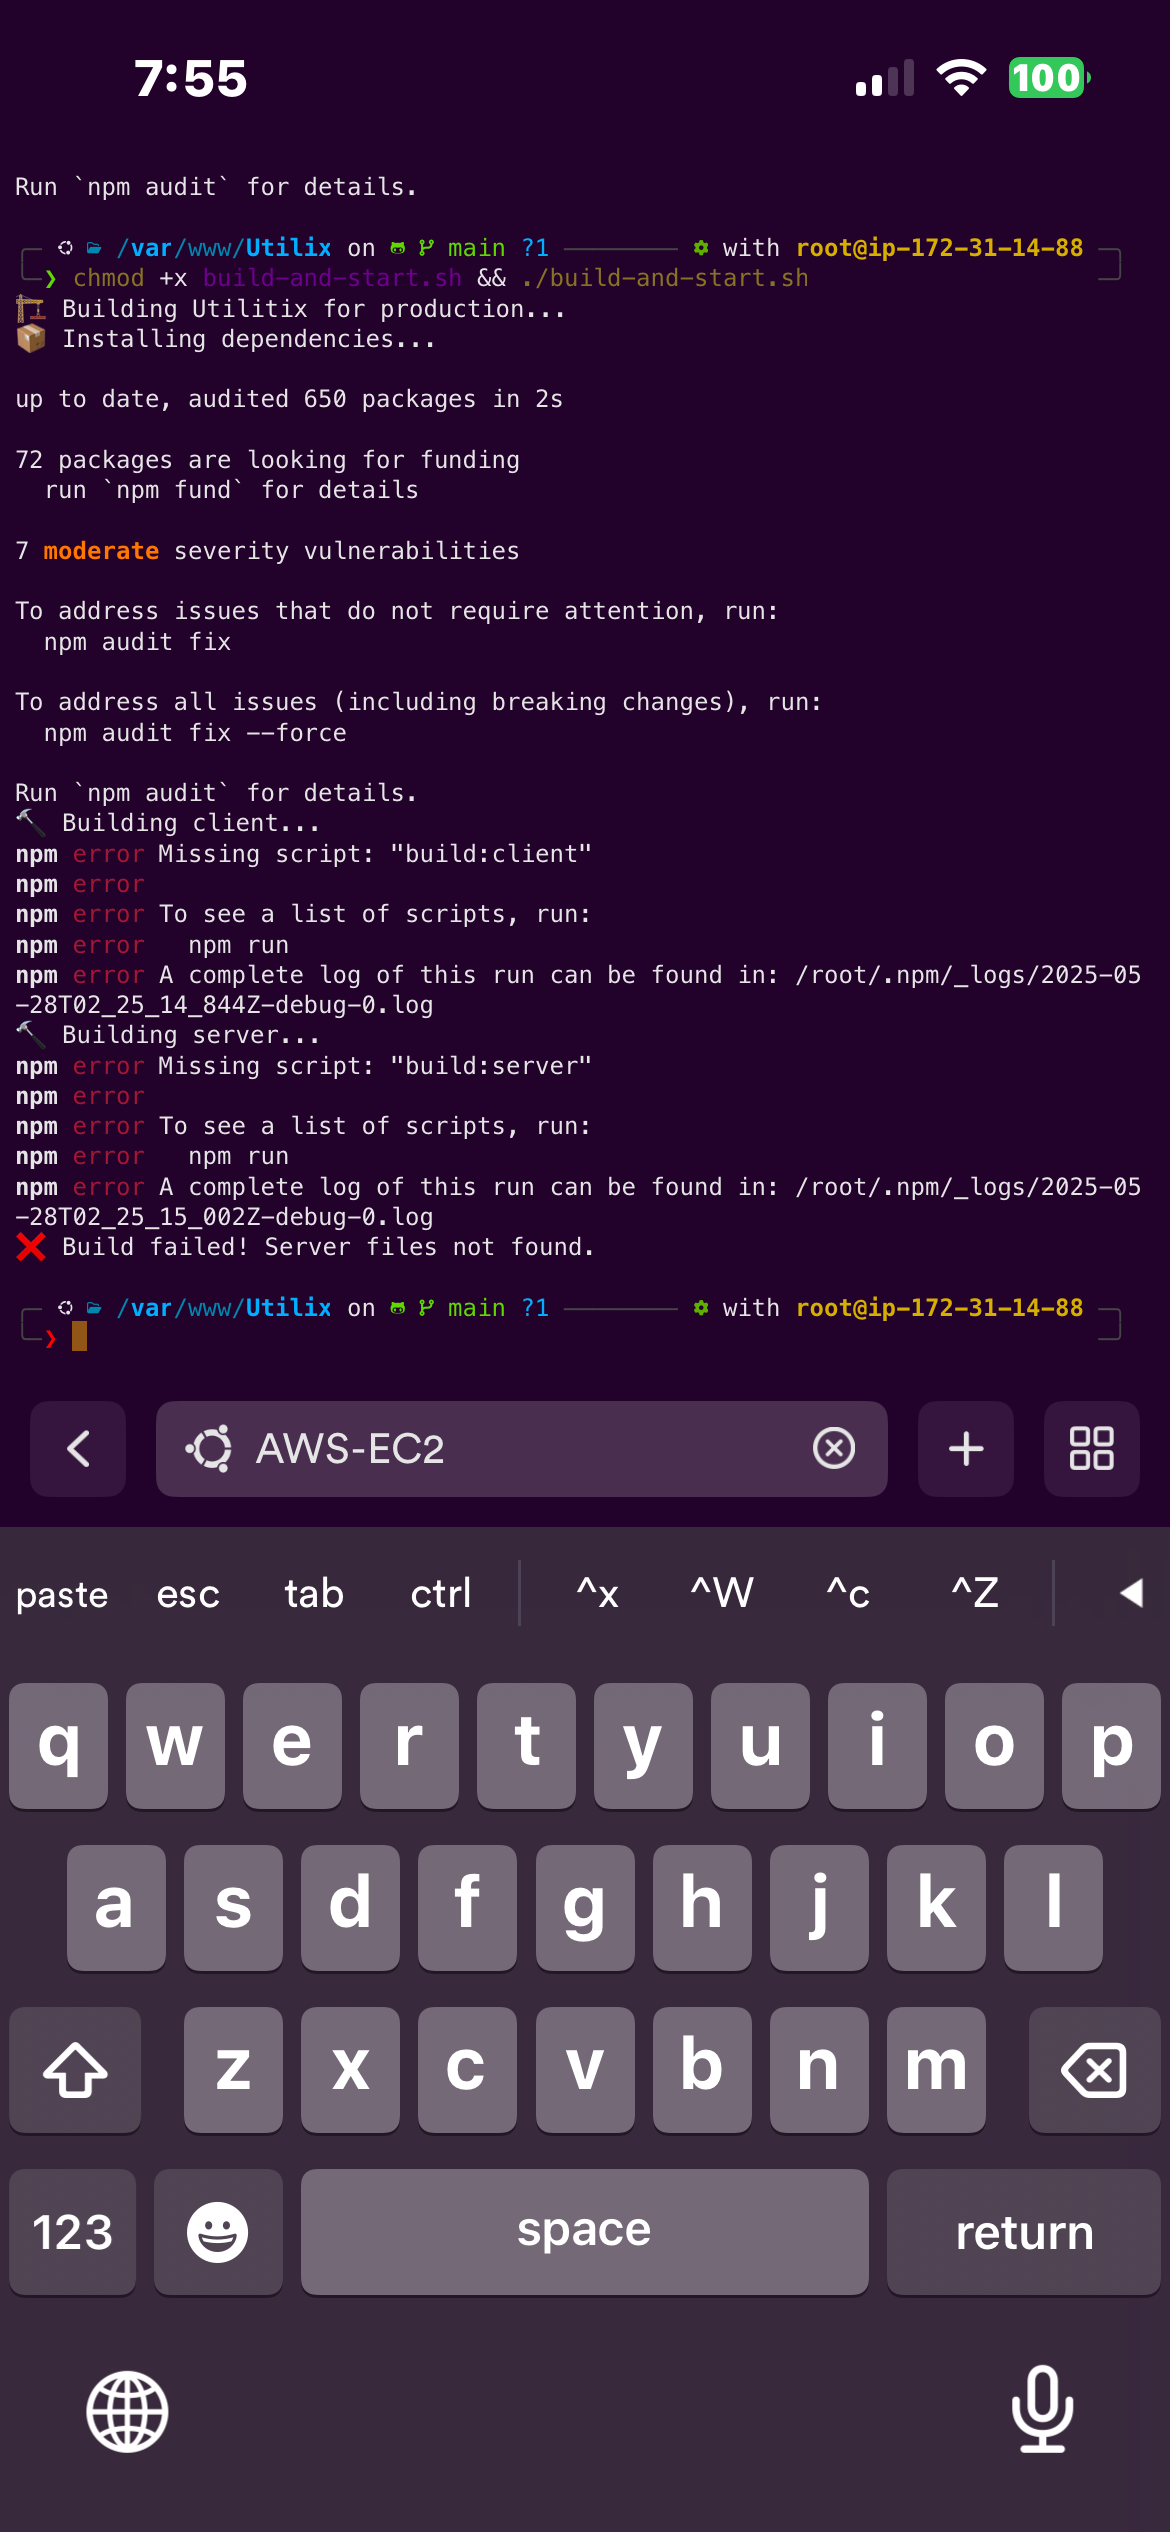 7:55
100
Run `npm audit` for details.
/var/www/Utilix on main ?1 with root@ip-172-31-14-88
❯ chmod +x build-and-start.sh && ./build-and-start.sh
🏗️ Building Utilitix for production...
📦 Installing dependencies...
up to date, audited 650 packages in 2s
72 packages are looking for funding
run `npm fund` for details
7 moderate severity vulnerabilities
To address issues that do not require attention, run:
npm audit fix
To address all issues (including breaking changes), run:
npm audit fix --force
Run `npm audit` for details.
🔨 Building client...
npm error Missing script: "build:client"
npm error
npm error To see a list of scripts, run:
npm error   npm run
npm error A complete log of this run can be found in: /root/.npm/_logs/2025-05
-28T02_25_14_844Z-debug-0.log
🔨 Building server...
npm error Missing script: "build:server"
npm error
npm error To see a list of scripts, run:
npm error   npm run
npm error A complete log of this run can be found in: /root/.npm/_logs/2025-05
-28T02_25_15_002Z-debug-0.log
❌ Build failed! Server files not found.
/var/www/Utilix on main ?1 with root@ip-172-31-14-88
❯
AWS-EC2
paste esc tab ctrl ^x ^W ^c ^Z
q w e r t y u i o p
a s d f g h j k l
z x c v b n m
123 space return